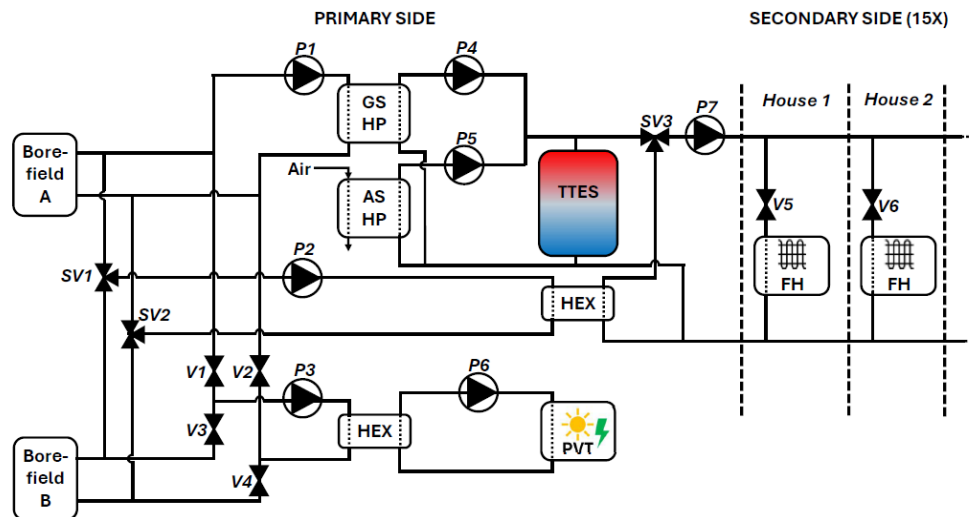 PRIMARY SIDE
SECONDARY SIDE (15X)
P1
P4
P7
House 1
House 2
GS
HP
SV3
Bore-
field
A
P5
Air
AS
HP
TTES
V5
V6
P2
SV1
FH
FH
HEX
SV2
V1
V2
P3
P6
V3
HEX
PVT
Bore-
field
B
V4